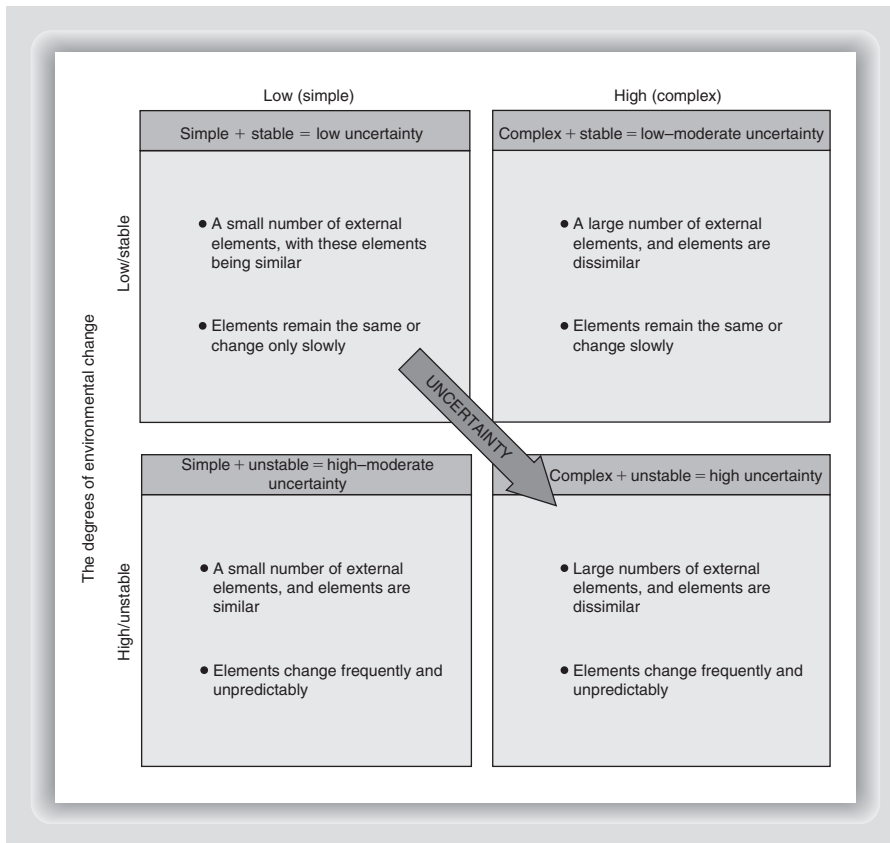 Low (simple)
High (complex)
Simple + stable = low uncertainty
Complex + stable = low–moderate uncertainty
The degrees of environmental change
Low/stable
● A small number of external
elements, with these elements
being similar
● Elements remain the same or
change only slowly
● A large number of external
elements, and elements are
dissimilar
● Elements remain the same or
change slowly
UNCERTAINTY
High/unstable
Simple + unstable = high–moderate
uncertainty
Complex + unstable = high uncertainty
● A small number of external
elements, and elements are
similar
● Elements change frequently and
unpredictably
● Large numbers of external
elements, and elements are
dissimilar
● Elements change frequently and
unpredictably